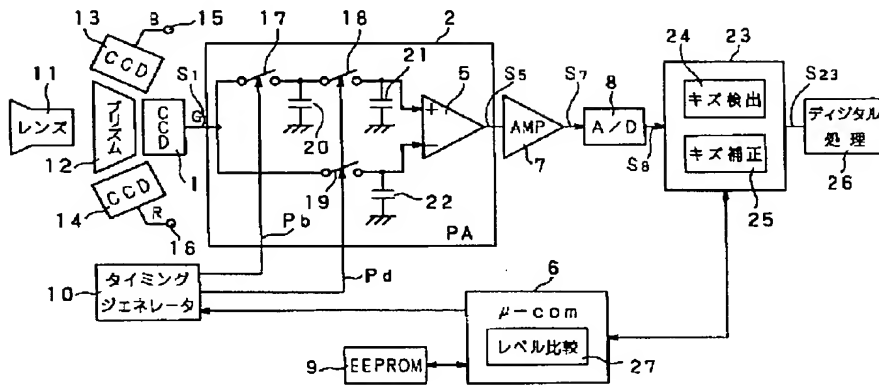 13
B
15
CCD
11
レンズ
プリズム
12
CCD
1
S1
G
14
CCD
R
16
2
17
18
21
20
19
22
5
+
−
Pb
Pd
PA
S5
AMP
7
S7
8
A/D
S8
23
24
キズ検出
キズ補正
25
S23
ディジタル
処理
26
10
タイミング
ジェネレータ
6
μ-com
レベル比較
27
9
EEPROM